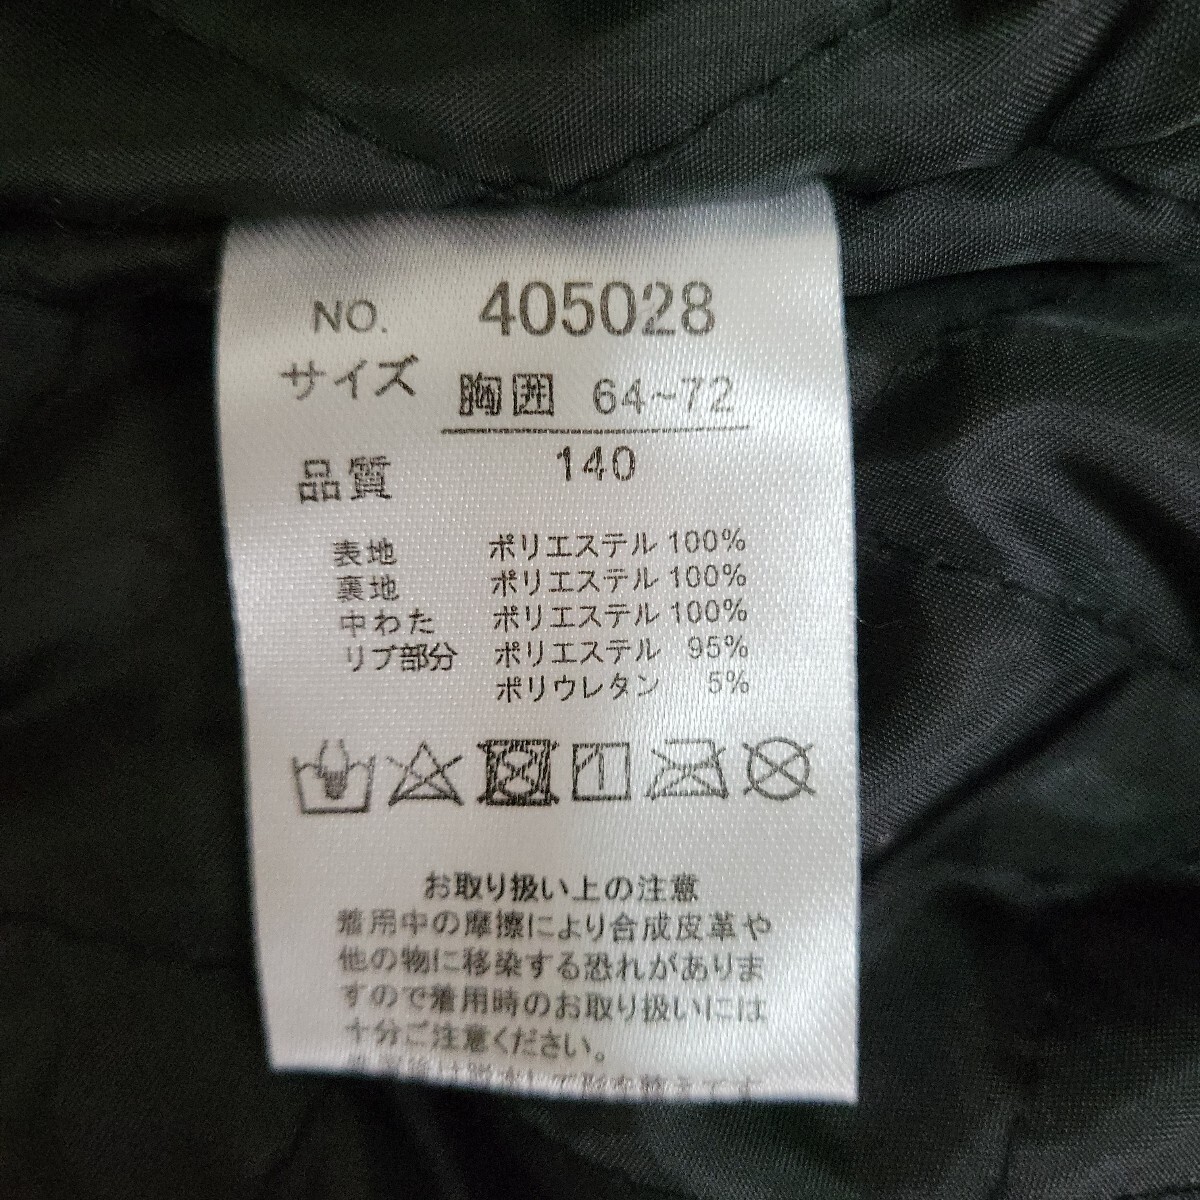 NO. 405028
サイズ 胸囲 64~72
140
品質
表地 ポリエステル 100%
裏地 ポリエステル 100%
中わた ポリエステル 100%
リブ部分 ポリエステル 95%
ポリウレタン 5%
お取り扱い上の注意
着用中の摩擦により合成皮革や
他の物に移染する恐れがありま
すので着用時のお取り扱いには
十分ご注意ください。